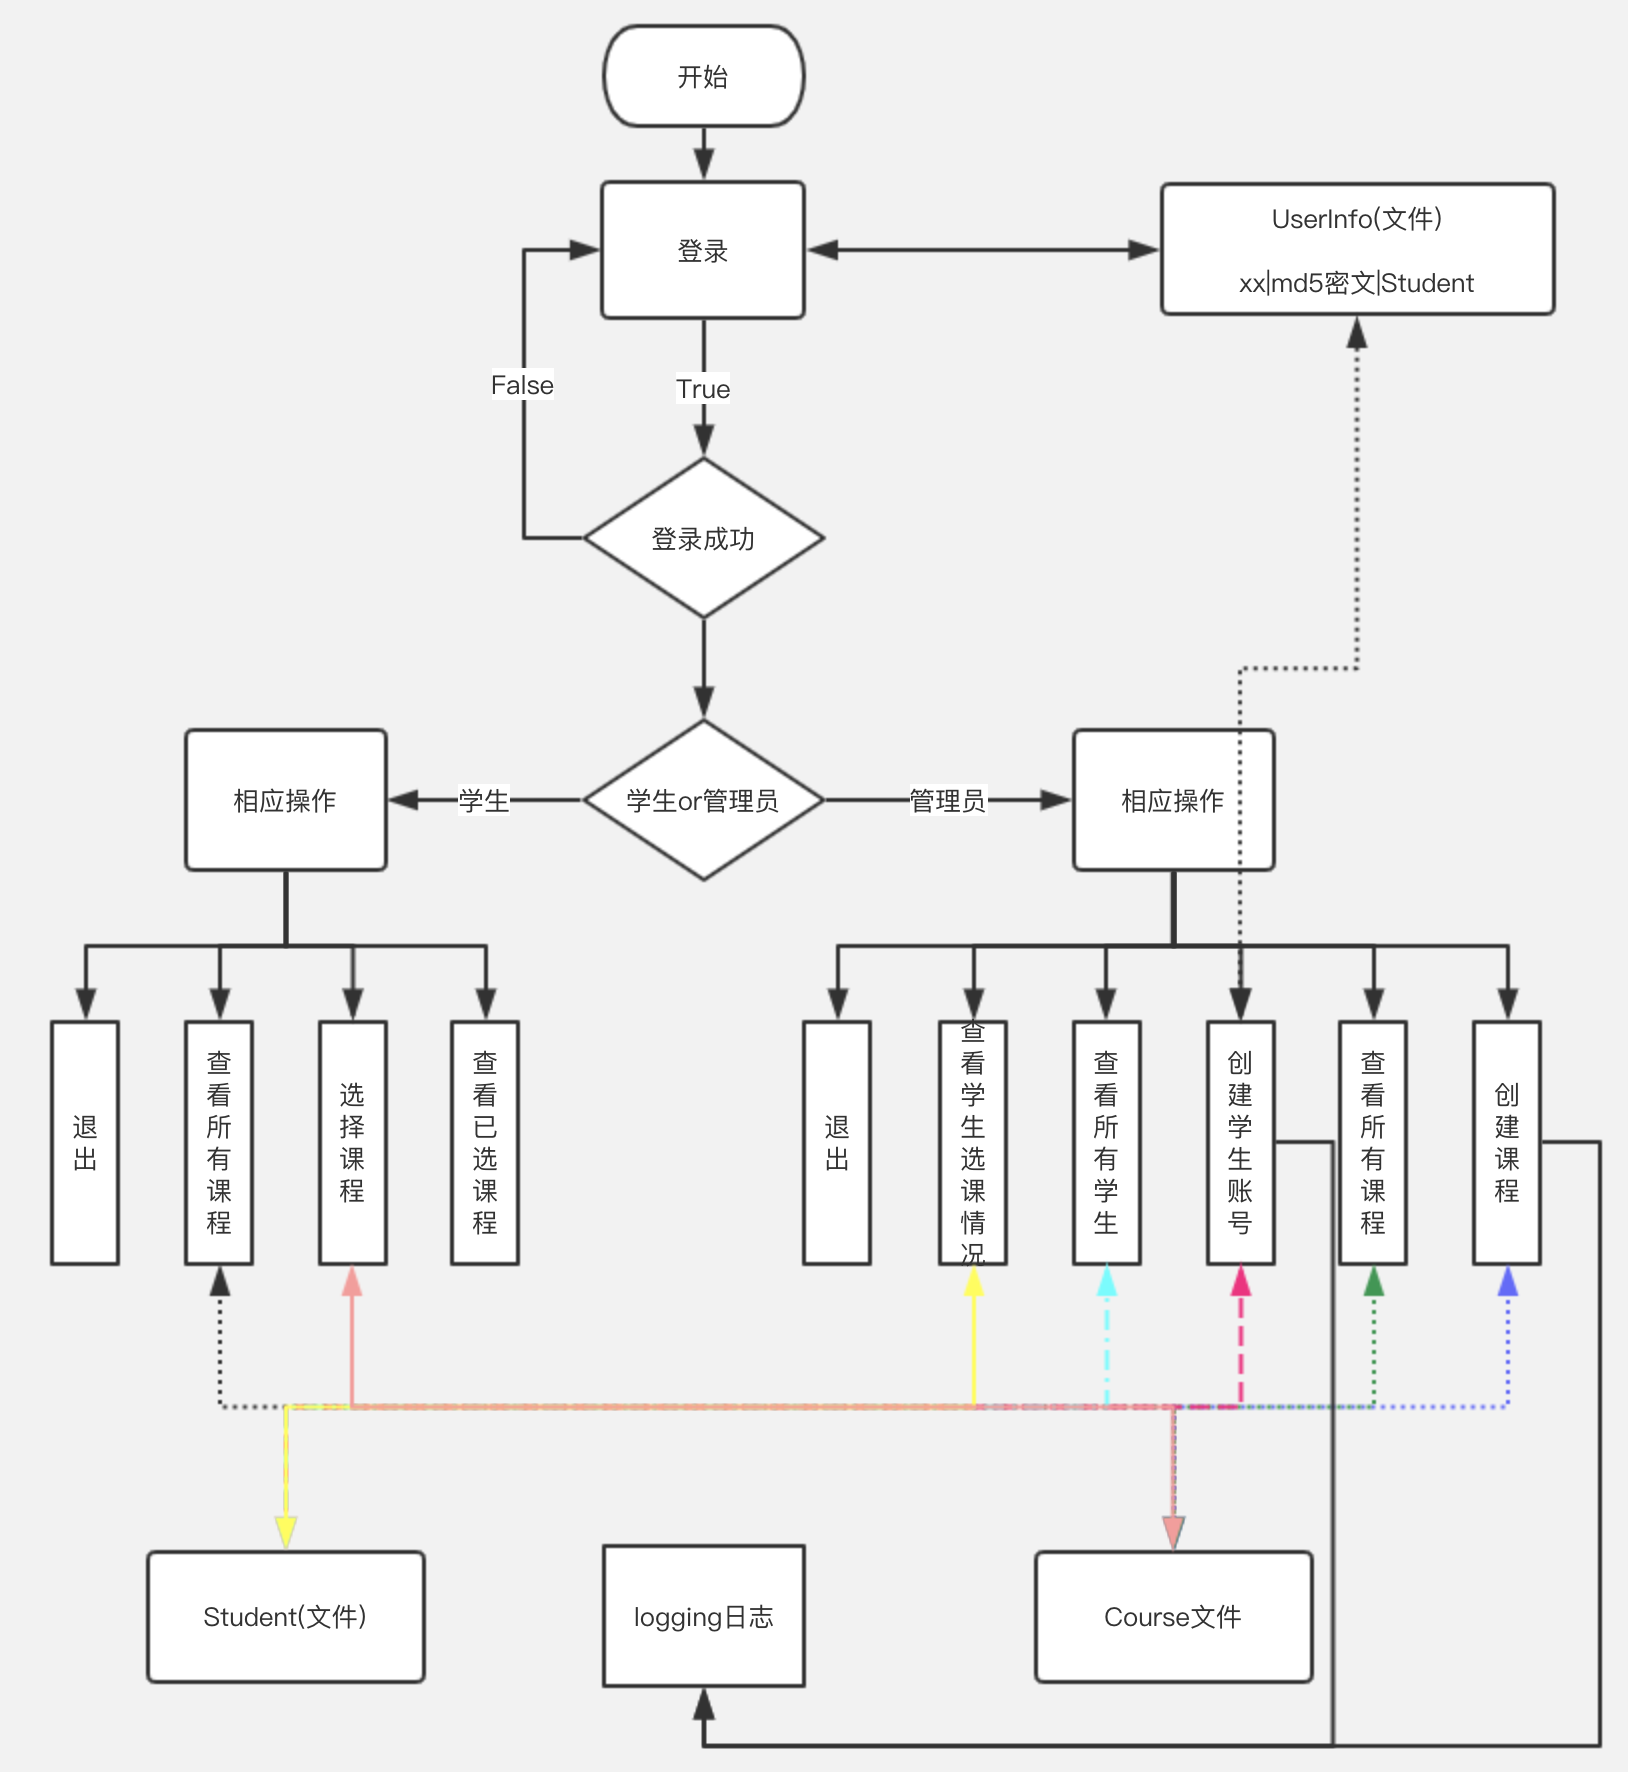 开始
登录
UserInfo(文件)
xx|md5密文|Student
False
True
登录成功
相应操作
学生
学生or管理员
管理员
相应操作
退出
查看所有课程
选择课程
查看已选课程
退出
查看学生选课情况
查看所有学生
创建学生账号
查看所有课程
创建课程
Student(文件)
logging日志
Course文件